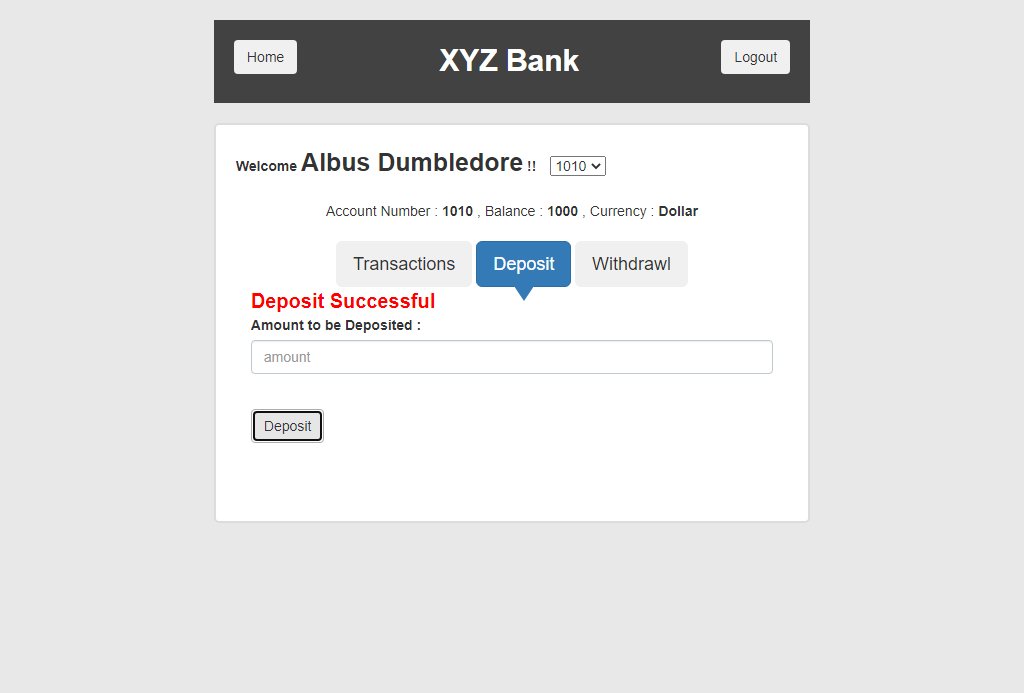 Home XYZ Bank Logout
Welcome Albus Dumbledore !! 1010
Account Number : 1010 , Balance : 1000 , Currency : Dollar
Transactions Deposit Withdrawl
Deposit Successful
Amount to be Deposited :
amount
Deposit